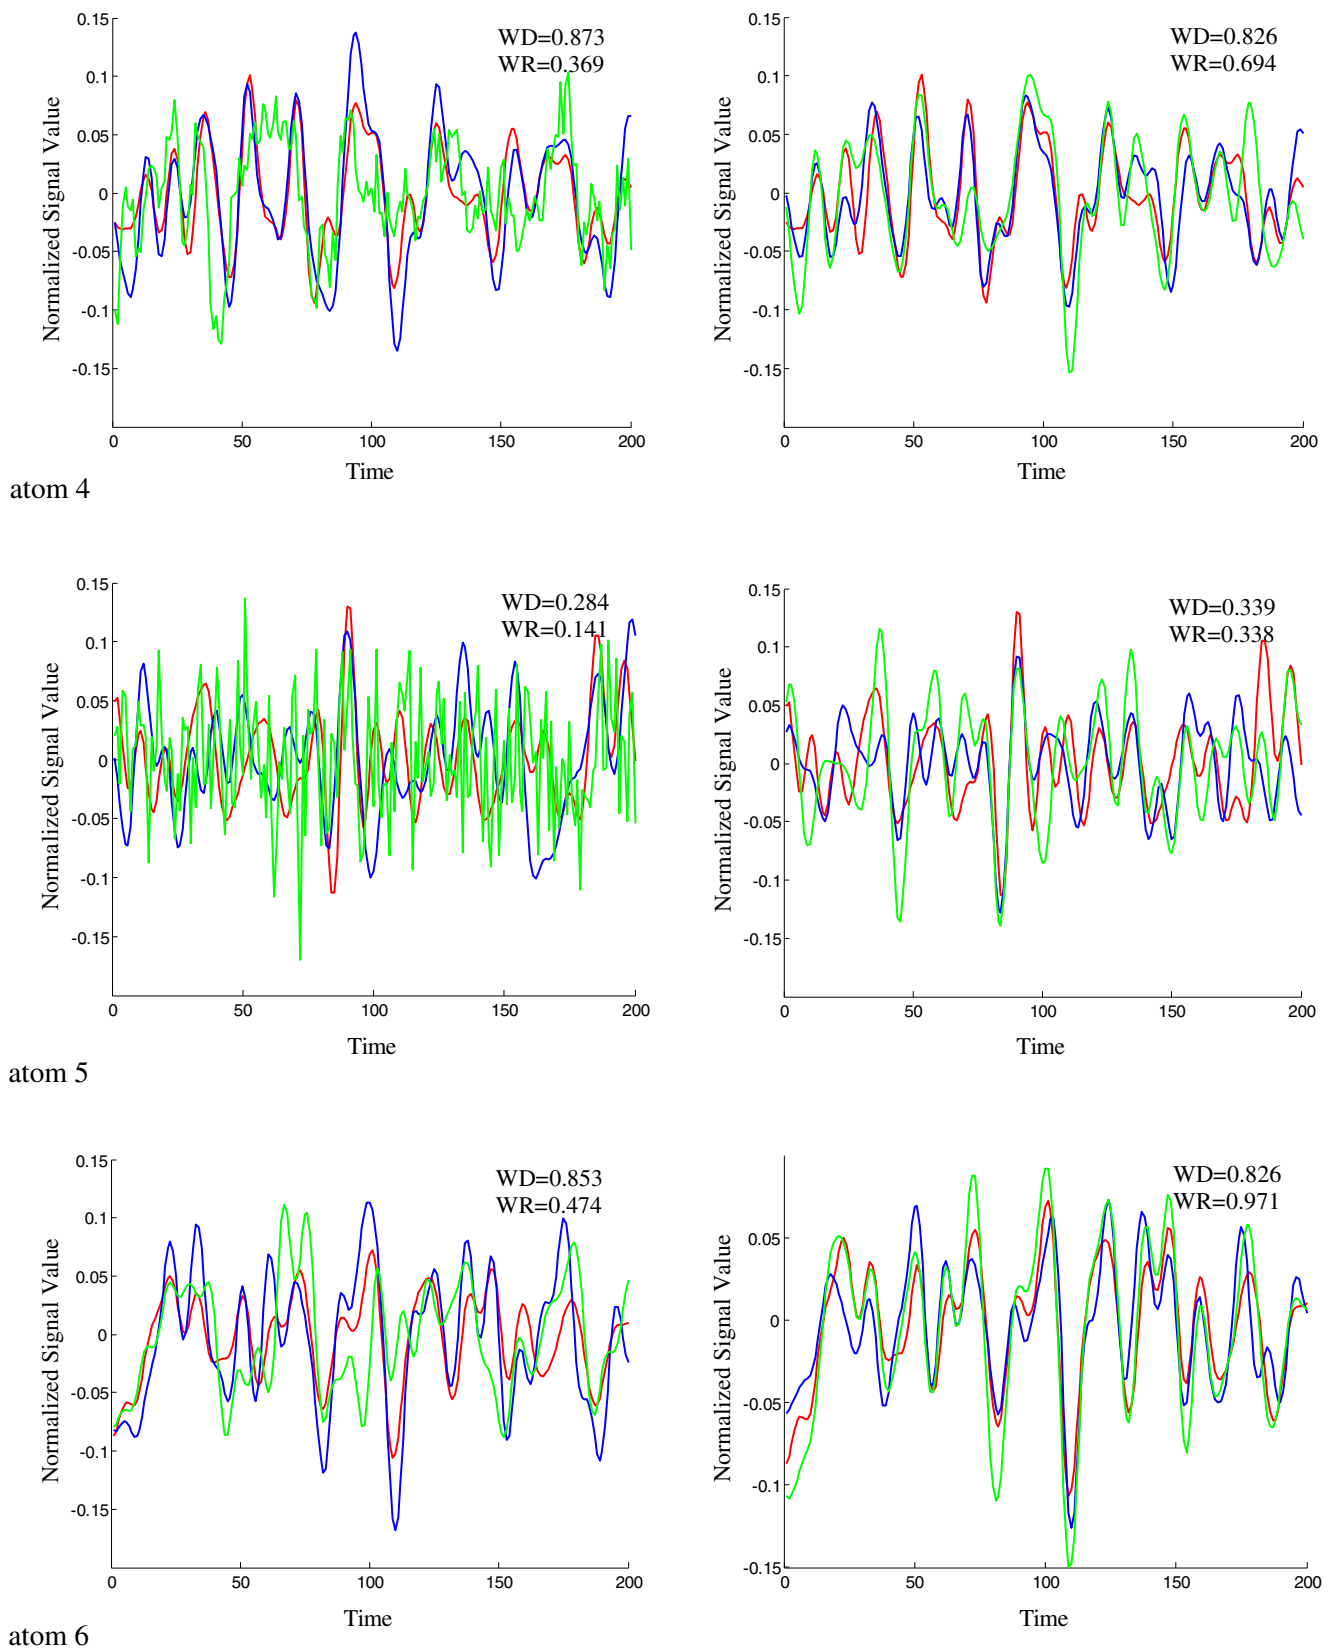 0.15
0.1
0.05
0
-0.05
-0.1
-0.15
Normalized Signal Value
WD=0.873
WR=0.369
0 50 100 150 200
Time
0.15
0.1
0.05
0
-0.05
-0.1
-0.15
Normalized Signal Value
WD=0.826
WR=0.694
0 50 100 150 200
Time
atom 4
0.15
0.1
0.05
0
-0.05
-0.1
-0.15
Normalized Signal Value
WD=0.284
WR=0.141
0 50 100 150 200
Time
0.15
0.1
0.05
0
-0.05
-0.1
-0.15
Normalized Signal Value
WD=0.339
WR=0.338
0 50 100 150 200
Time
atom 5
0.15
0.1
0.05
0
-0.05
-0.1
-0.15
Normalized Signal Value
WD=0.853
WR=0.474
0 50 100 150 200
Time
0.05
0
-0.05
-0.1
-0.15
Normalized Signal Value
WD=0.826
WR=0.971
0 50 100 150 200
Time
atom 6